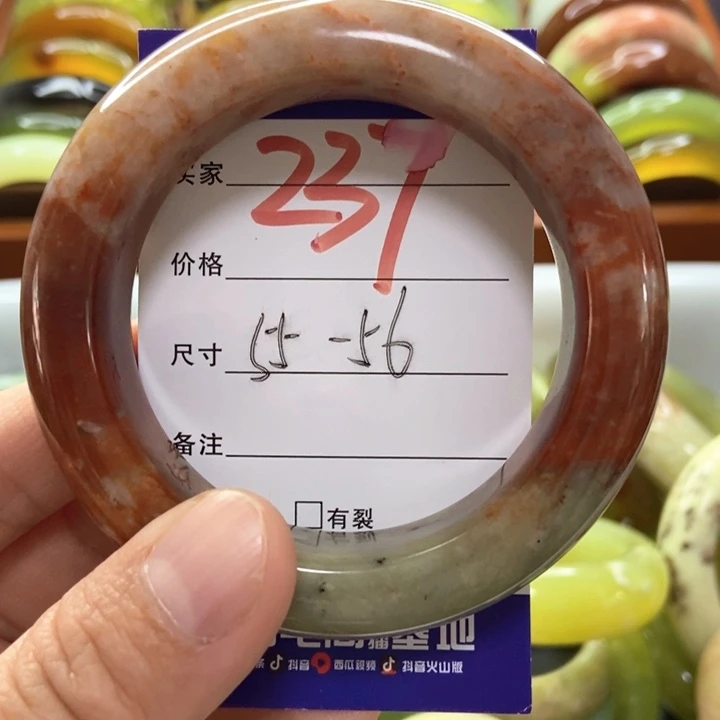 237
买家
价格
尺寸 55-56
备注
有裂
抖音 西瓜视频 抖音火山版